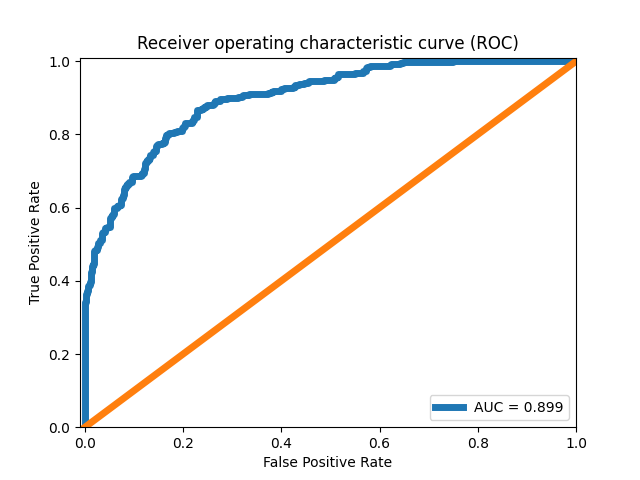 Receiver operating characteristic curve (ROC)
1.0
0.8
0.6
0.4
0.2
0.0
True Positive Rate
AUC = 0.899
0.0 0.2 0.4 0.6 0.8 1.0
False Positive Rate